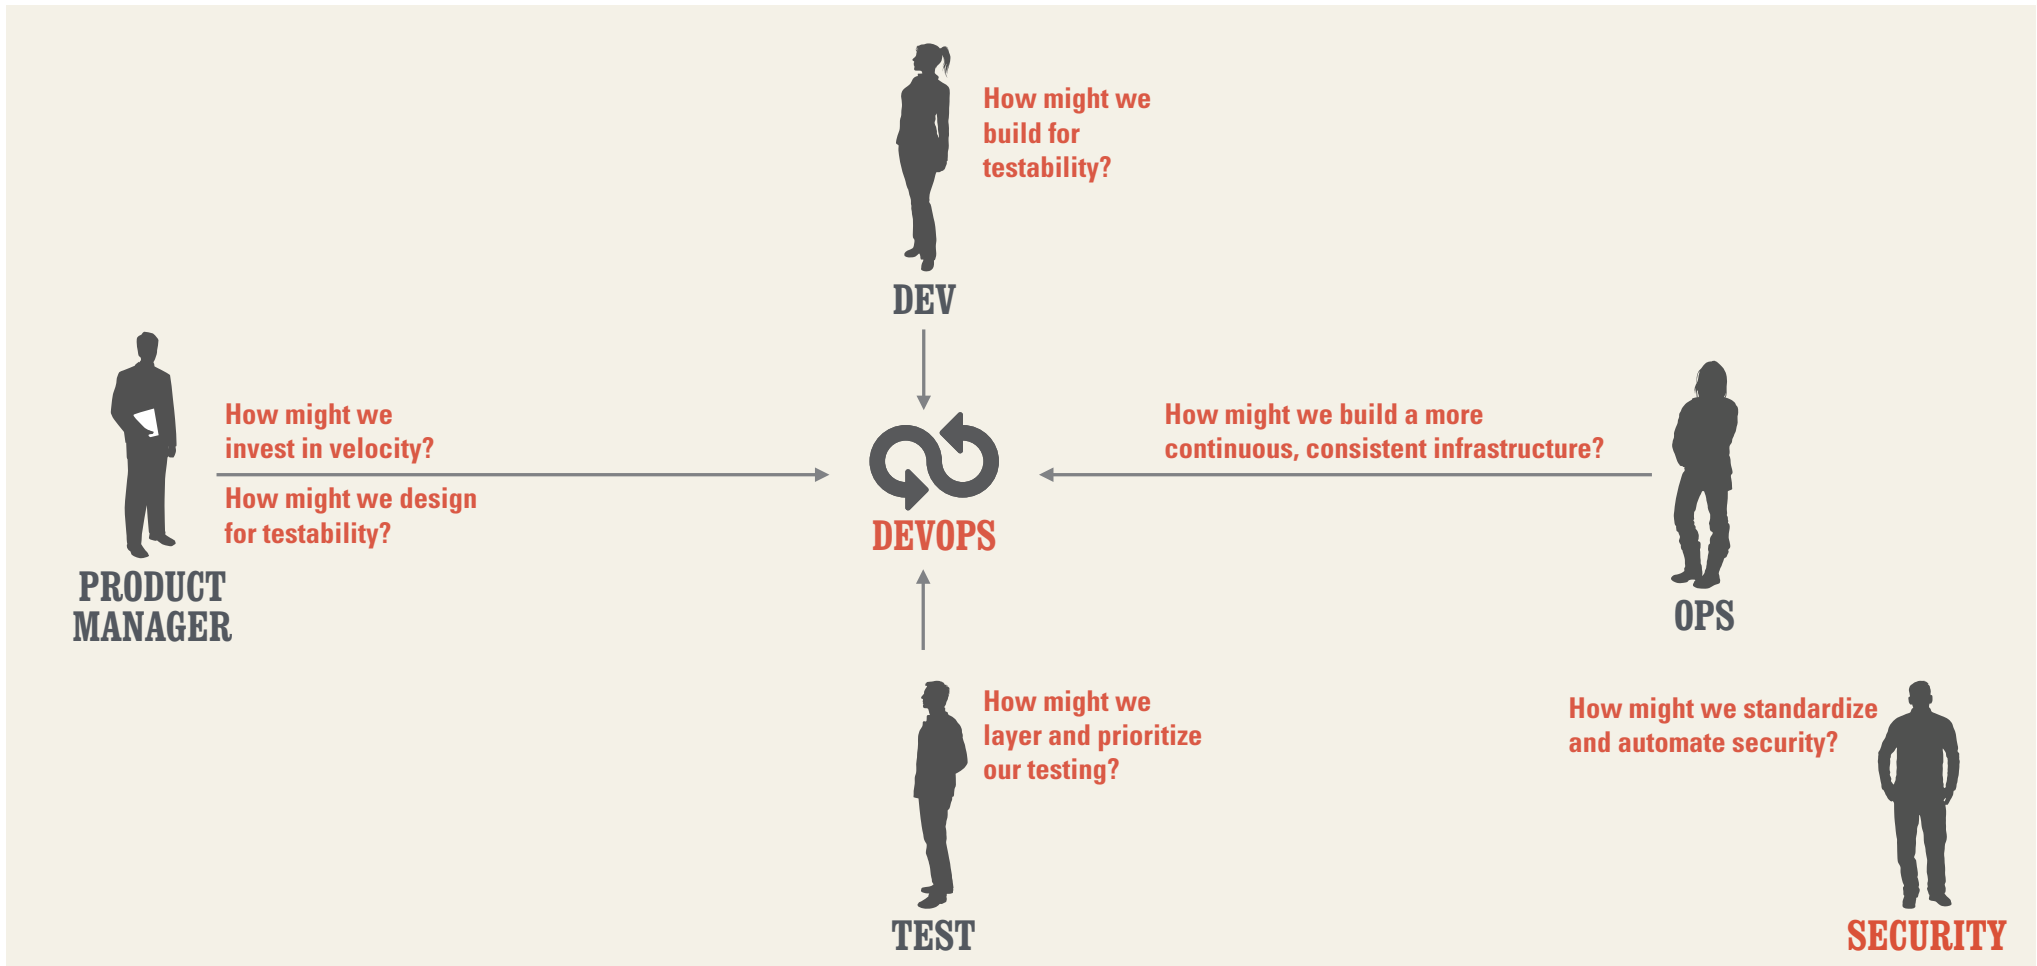 How might we
build for
testability?
DEV
How might we
invest in velocity?
How might we design
for testability?
PRODUCT
MANAGER
DEVOPS
How might we build a more
continuous, consistent infrastructure?
OPS
How might we
layer and prioritize
our testing?
TEST
How might we standardize
and automate security?
SECURITY